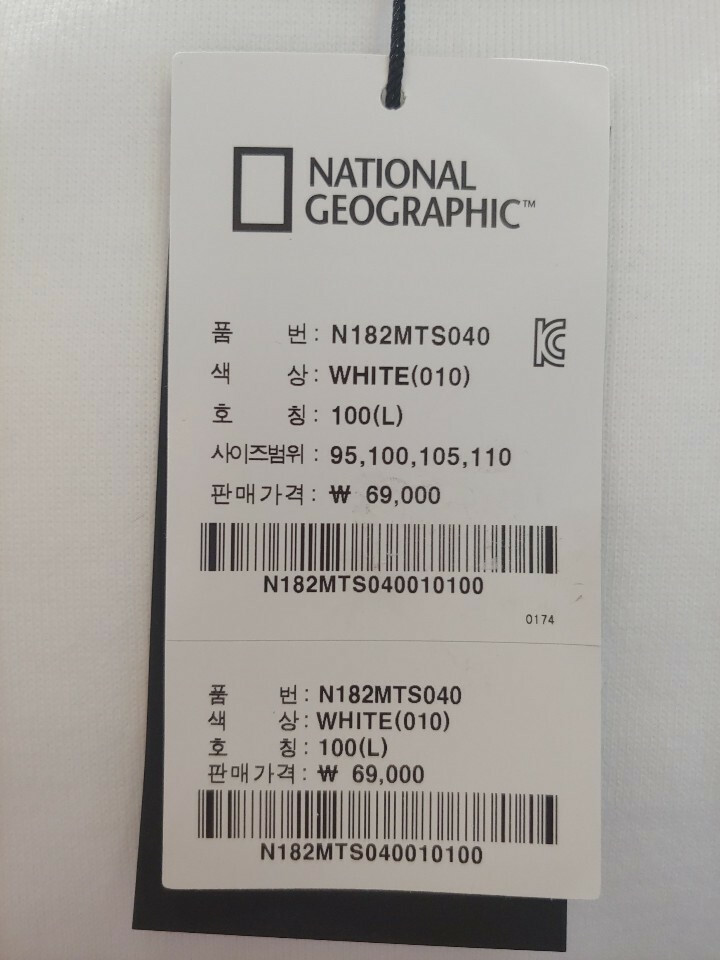 NATIONAL
GEOGRAPHIC™
품 번 : N182MTS040
색 상 : WHITE(010)
호 칭 : 100(L)
사이즈범위 : 95,100,105,110
판매가격 : ₩ 69,000
N182MTS040010100
0174
품 번 : N182MTS040
색 상 : WHITE(010)
호 칭 : 100(L)
판매가격 : ₩ 69,000
N182MTS040010100